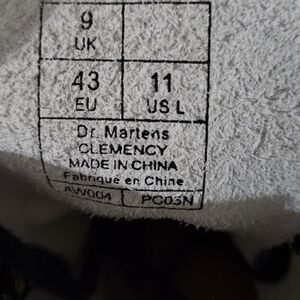 9
UK
43 11
EU US L
Dr. Martens
CLEMENCY
MADE IN CHINA
Fabriqué en Chine
AW004 PC05N